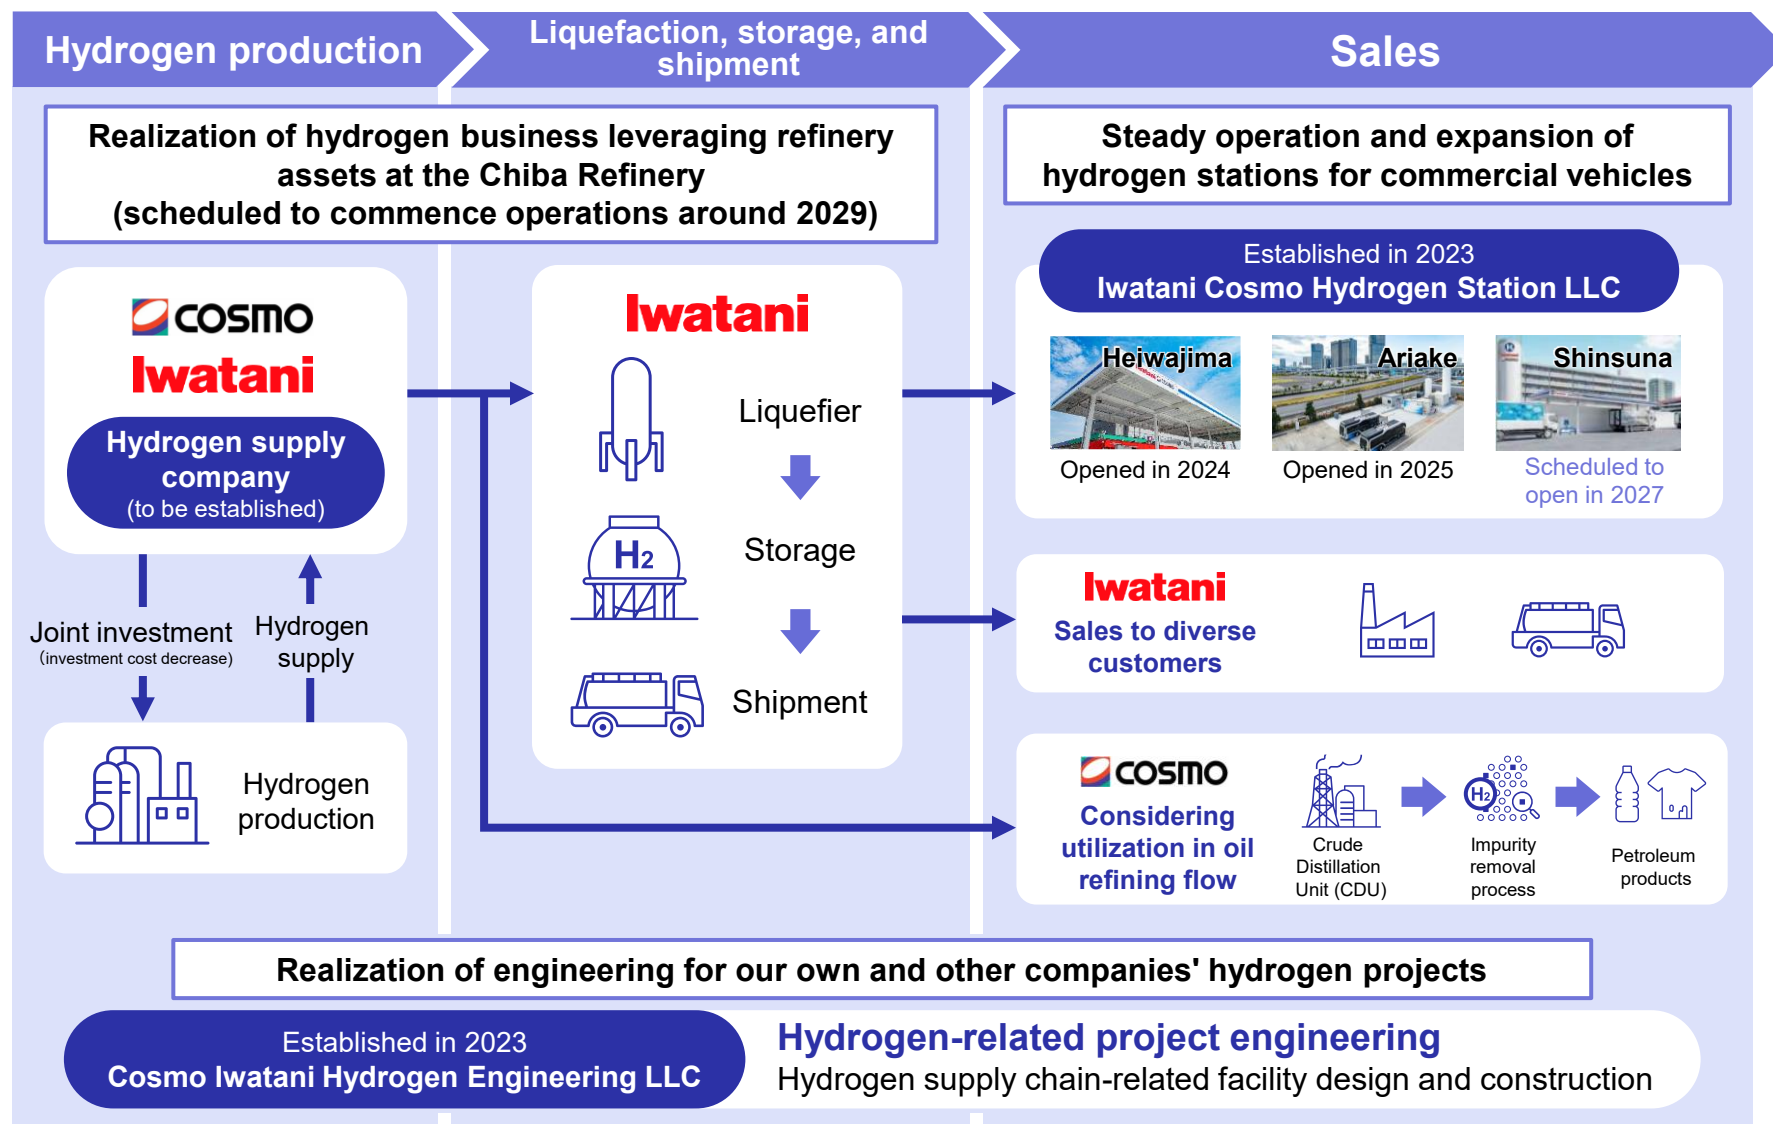 Hydrogen production
Liquefaction, storage, and
shipment
Sales
Realization of hydrogen business leveraging refinery
assets at the Chiba Refinery
(scheduled to commence operations around 2029)
Steady operation and expansion of
hydrogen stations for commercial vehicles
COSMO
Iwatani
Hydrogen supply
company
(to be established)
Joint investment
(investment cost decrease)
Hydrogen
supply
Hydrogen
production
Iwatani
Liquefier
H2
Storage
Shipment
Established in 2023
Iwatani Cosmo Hydrogen Station LLC
Heiwajima
Ariake
Shinsuna
Opened in 2024
Opened in 2025
Scheduled to
open in 2027
Iwatani
Sales to diverse
customers
COSMO
Considering
utilization in oil
refining flow
Crude
Distillation
Unit (CDU)
H2
Impurity
removal
process
Petroleum
products
Realization of engineering for our own and other companies' hydrogen projects
Established in 2023
Cosmo Iwatani Hydrogen Engineering LLC
Hydrogen-related project engineering
Hydrogen supply chain-related facility design and construction